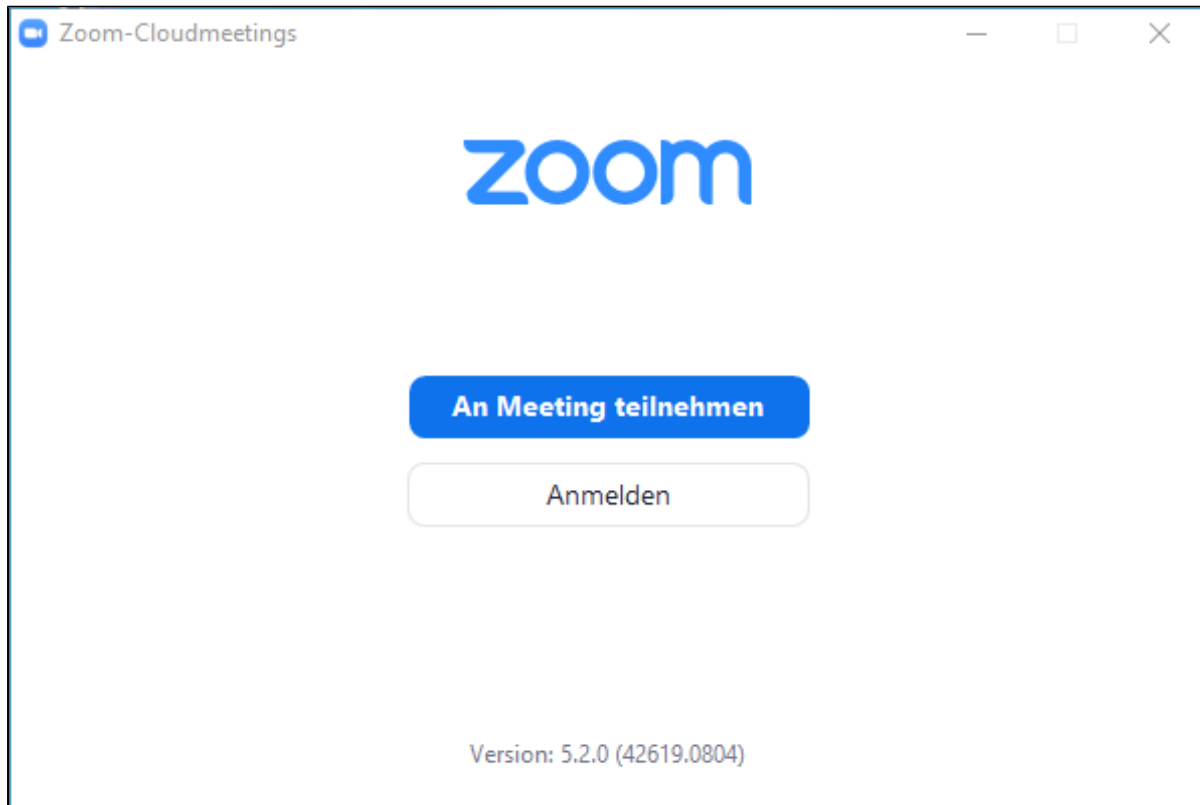 Zoom-Cloudmeetings
zoom
An Meeting teilnehmen
Anmelden
Version: 5.2.0 (42619.0804)